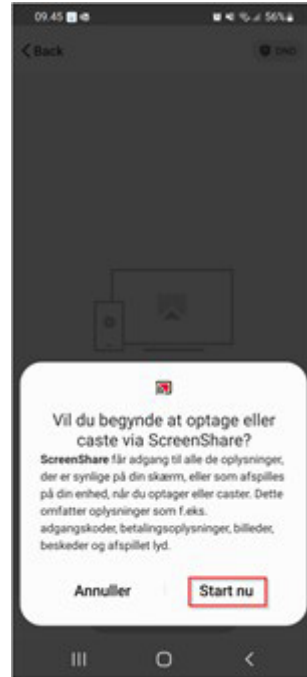 09.45
56%
Back
DND
Vil du begynde at optage eller
caste via ScreenShare?
ScreenShare får adgang til alle de oplysninger,
der er synlige på din skærm, eller som afspilles
på din enhed, når du optager eller caster. Dette
omfatter oplysninger som f.eks.
adgangskoder, betalingsoplysninger, billeder,
beskeder og afspillet lyd.
Annuller
Start nu